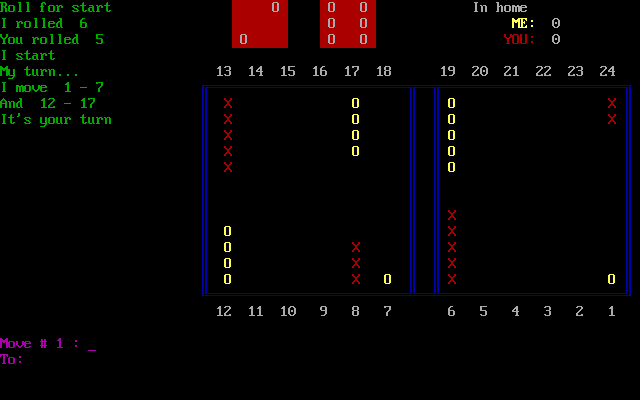 Roll for start
I rolled  6
You rolled  5
I start
My turn...
I move  1 - 7
And  12 - 17
It's your turn
O O O
O O
O O O
In home
ME:  0
YOU:  0
13 14 15 16 17 18 19 20 21 22 23 24
X O O X
X O O X
X O O
X O O
X O
X
O X
O X X
O X X
O X O X O
12 11 10 9 8 7 6 5 4 3 2 1
Move # 1 : _
To: